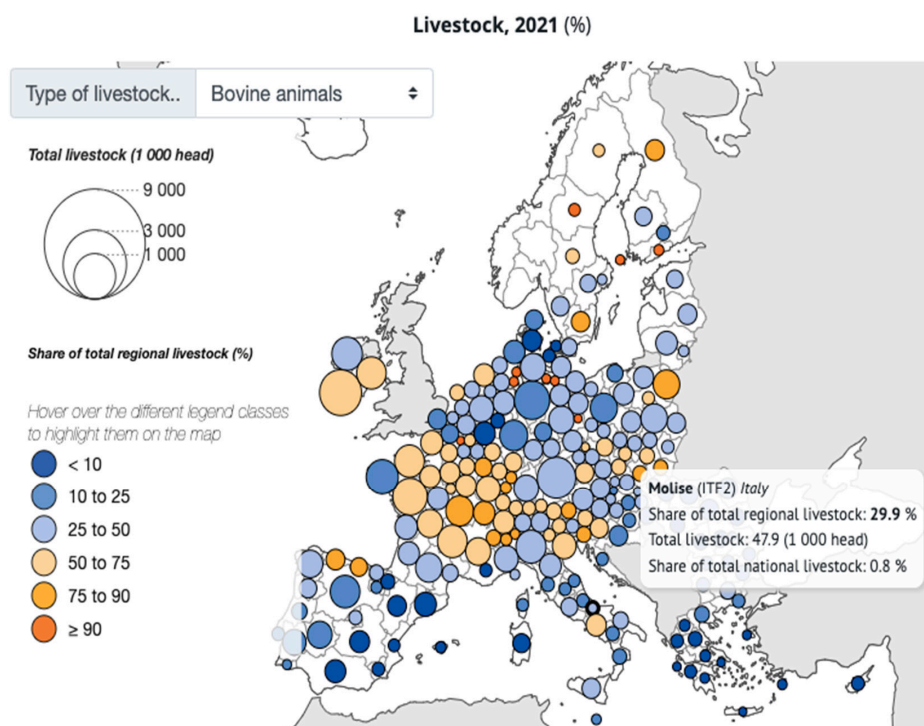 Livestock, 2021 (%)
Type of livestock..
Bovine animals
Total livestock (1 000 head)
9 000
3 000
1 000
Share of total regional livestock (%)
Hover over the different legend classes
to highlight them on the map
< 10
10 to 25
25 to 50
50 to 75
75 to 90
≥ 90
Molise (ITF2) Italy
Share of total regional livestock: 29.9 %
Total livestock: 47.9 (1 000 head)
Share of total national livestock: 0.8 %